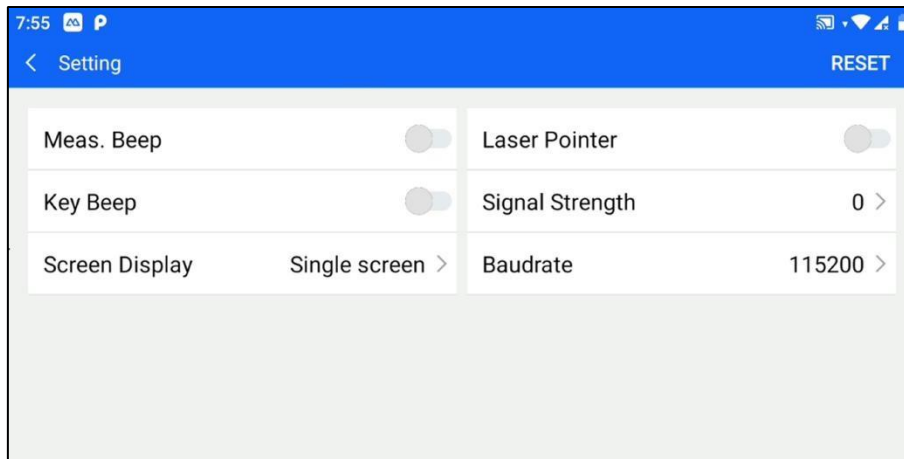 7:55
Setting
RESET
Meas. Beep
Laser Pointer
Key Beep
Signal Strength
0
Screen Display
Single screen
Baudrate
115200